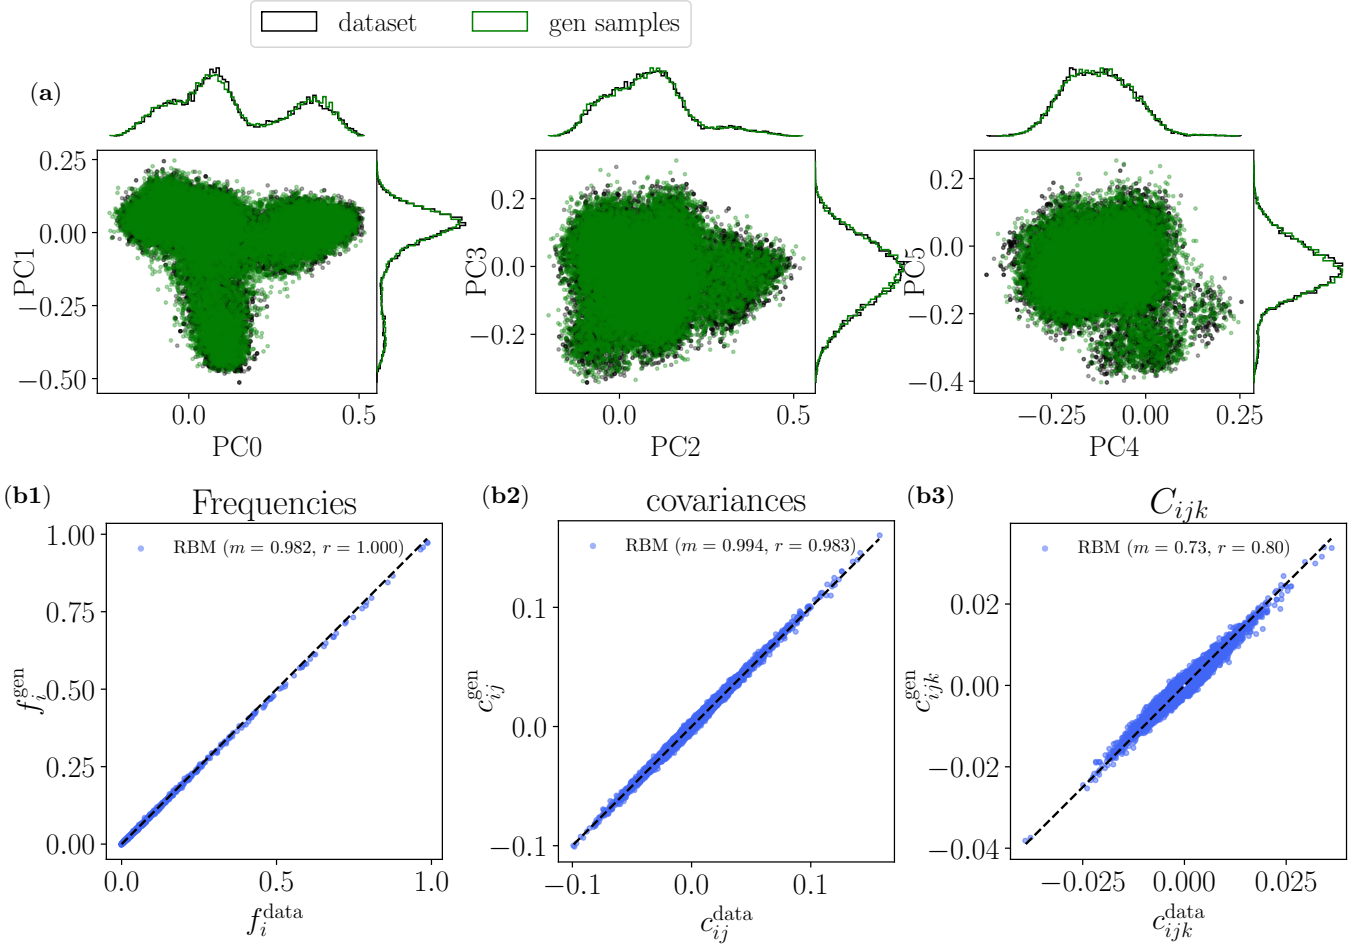 dataset
gen samples
(a)
0.25
0.00
−0.25
−0.50
PC1
0.0
0.5
PC0
0.2
0.0
−0.2
PC3
0.0
0.5
PC2
0.2
0.0
−0.2
−0.4
PC5
−0.25
0.00
0.25
PC4
(b1)
Frequencies
RBM (m = 0.982, r = 1.000)
1.00
0.75
0.50
0.25
0.00
f_i^gen
0.0
0.5
1.0
f_i^data
(b2)
covariances
RBM (m = 0.994, r = 0.983)
0.1
0.0
−0.1
c_ij^gen
−0.1
0.0
0.1
c_ij^data
(b3)
C_ijk
RBM (m = 0.73, r = 0.80)
0.02
0.00
−0.02
−0.04
c_ijk^gen
−0.025
0.000
0.025
c_ijk^data